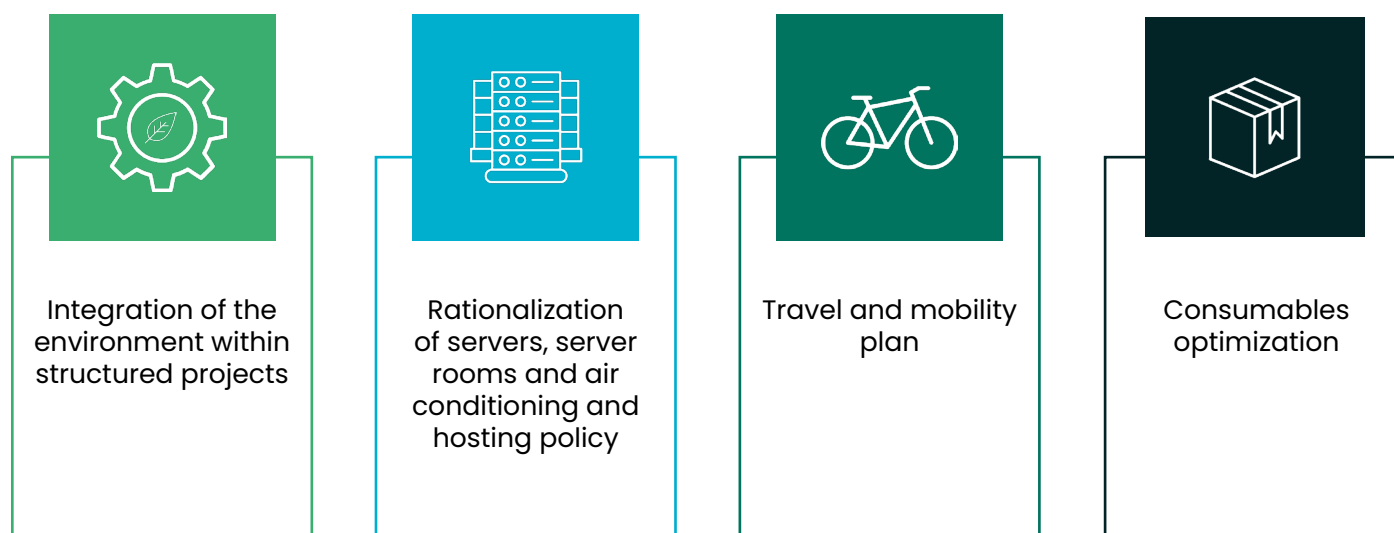 Integration of the
environment within
structured projects
Rationalization
of servers, server
rooms and air
conditioning and
hosting policy
Travel and mobility
plan
Consumables
optimization